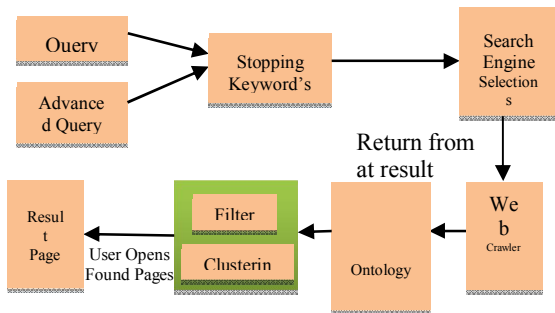 Query
Advance
d Query
Stopping
Keyword's
Search
Engine
Selection
s
Return from
at result
We
b
Crawler
Ontology
Filter
Clusterin
User Opens
Found Pages
Resul
t
Page